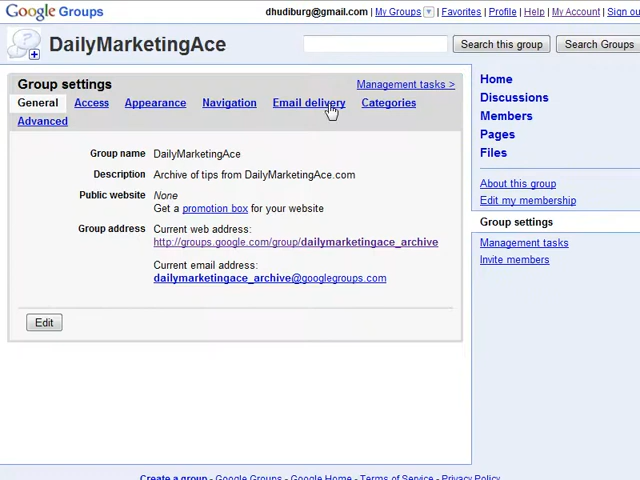 Google Groups
dhudiburg@gmail.com | My Groups | Favorites | Profile | Help | My Account | Sign ou
DailyMarketingAce
Search this group
Search Groups
Group settings
Management tasks >
General Access Appearance Navigation Email delivery Categories
Advanced
Group name DailyMarketingAce
Description Archive of tips from DailyMarketingAce.com
Public website None
Get a promotion box for your website
Group address Current web address:
http://groups.google.com/group/dailymarketingace_archive
Current email address:
dailymarketingace_archive@googlegroups.com
Edit
Home
Discussions
Members
Pages
Files
About this group
Edit my membership
Group settings
Management tasks
Invite members
Create a group - Google Groups - Google Home - Terms of Service - Privacy Policy